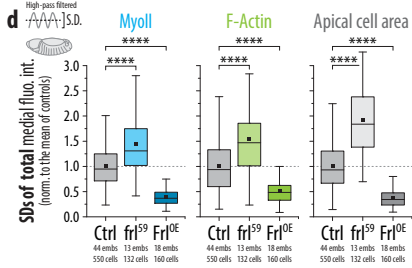 High-pass filtered
d
S.D.
MyoII
F-Actin
Apical cell area
SDs of total medial fluo. int.
(norm. to the mean of controls)
**** **** ****
**** **** ****
3.0
2.5
2.0
1.5
1.0
0.5
0.0
Ctrl frl59 FrlOE Ctrl frl59 FrlOE Ctrl frl59 FrlOE
44 embs 13 embs 18 embs 44 embs 13 embs 18 embs 44 embs 13 embs 18 embs
550 cells 132 cells 160 cells 550 cells 132 cells 160 cells 550 cells 132 cells 160 cells